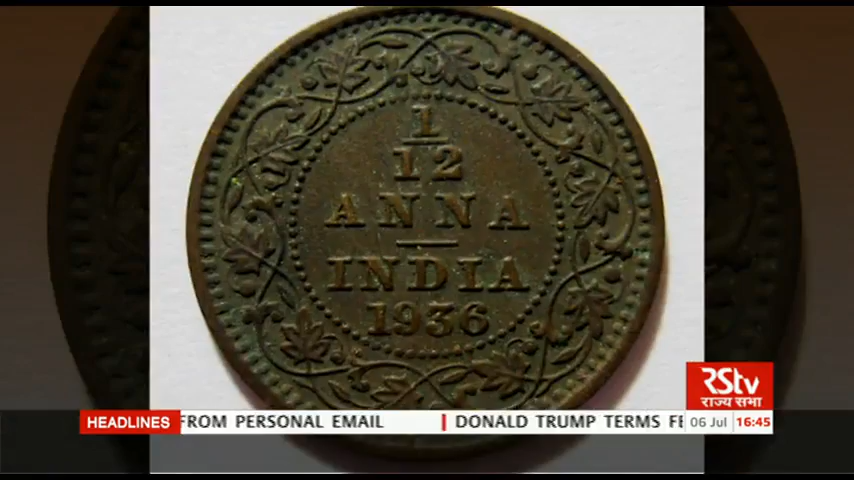 1
12
ANNA
INDIA
1936
RSTV
राज्य सभा
HEADLINES FROM PERSONAL EMAIL | DONALD TRUMP TERMS 06 Jul 16:45